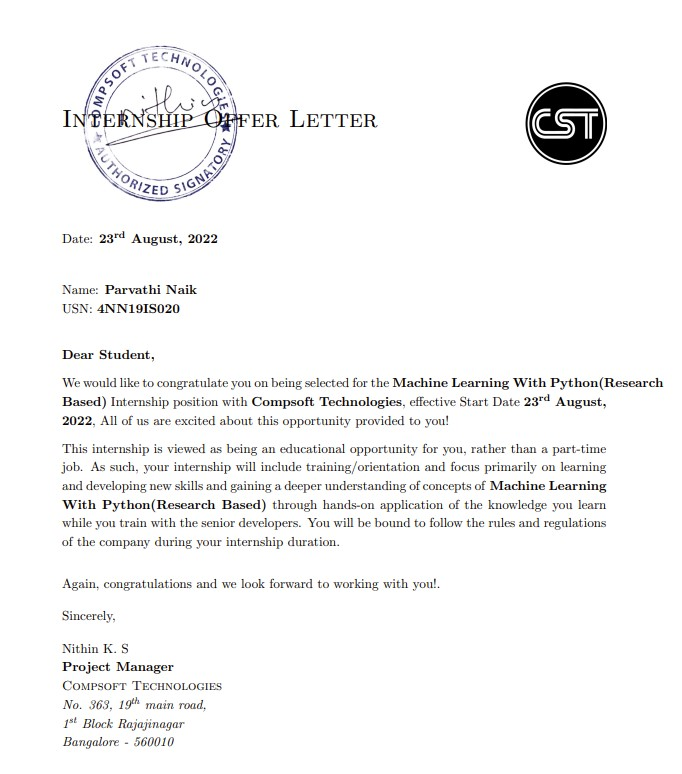 COMPSOFT TECHNOLOGIES
AUTHORIZED SIGNATORY
Nithin
INTERNSHIP OFFER LETTER
CST
Date: 23rd August, 2022
Name: Parvathi Naik
USN: 4NN19IS020
Dear Student,
We would like to congratulate you on being selected for the Machine Learning With Python(Research
Based) Internship position with Compsoft Technologies, effective Start Date 23rd August,
2022, All of us are excited about this opportunity provided to you!
This internship is viewed as being an educational opportunity for you, rather than a part-time
job. As such, your internship will include training/orientation and focus primarily on learning
and developing new skills and gaining a deeper understanding of concepts of Machine Learning
With Python(Research Based) through hands-on application of the knowledge you learn
while you train with the senior developers. You will be bound to follow the rules and regulations
of the company during your internship duration.
Again, congratulations and we look forward to working with you!.
Sincerely,
Nithin K. S
Project Manager
COMPSOFT TECHNOLOGIES
No. 363, 19th main road,
1st Block Rajajinagar
Bangalore - 560010